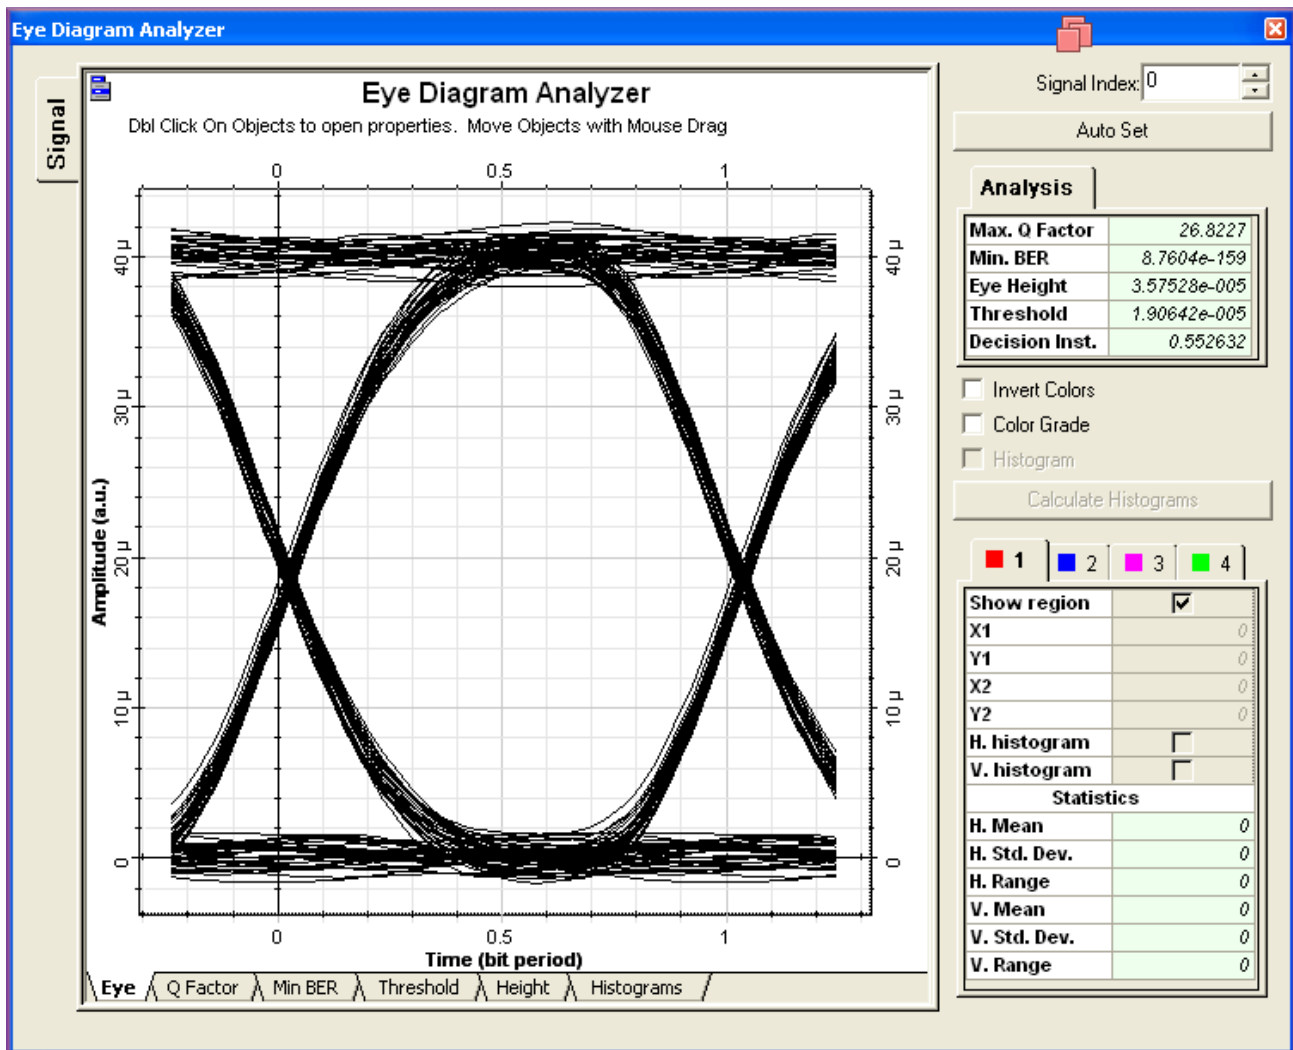 Eye Diagram Analyzer
Signal
Eye Diagram Analyzer
Dbl Click On Objects to open properties.  Move Objects with Mouse Drag
0 0.5 1
40 µ
30 µ
20 µ
10 µ
0
Amplitude (a.u.)
40 µ
30 µ
20 µ
10 µ
0
0 0.5 1
Time (bit period)
Eye Q Factor Min BER Threshold Height Histograms
Signal Index: 0
Auto Set
Analysis
Max. Q Factor 26.8227
Min. BER 8.7604e-159
Eye Height 3.57528e-005
Threshold 1.90642e-005
Decision Inst. 0.552632
Invert Colors
Color Grade
Histogram
Calculate Histograms
1 2 3 4
Show region
X1 0
Y1 0
X2 0
Y2 0
H. histogram
V. histogram
Statistics
H. Mean 0
H. Std. Dev. 0
H. Range 0
V. Mean 0
V. Std. Dev. 0
V. Range 0